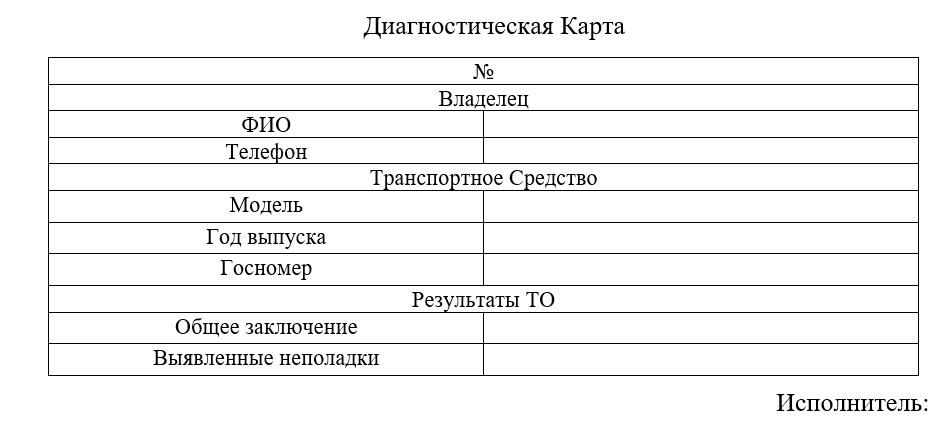 Диагностическая Карта
№
Владелец
ФИО
Телефон
Транспортное Средство
Модель
Год выпуска
Госномер
Результаты ТО
Общее заключение
Выявленные неполадки
Исполнитель: